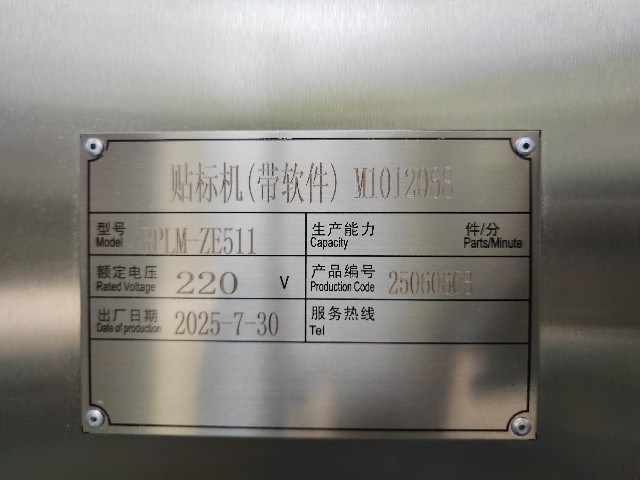 贴标机(带软件) M1012058
型号 RPLM-ZE511 生产能力 件/分
Model Capacity Parts/Minute
额定电压 220 V 产品编号 25060608
Rated Voltage Production Code
出厂日期 2025-7-30 服务热线
Date of production Tel